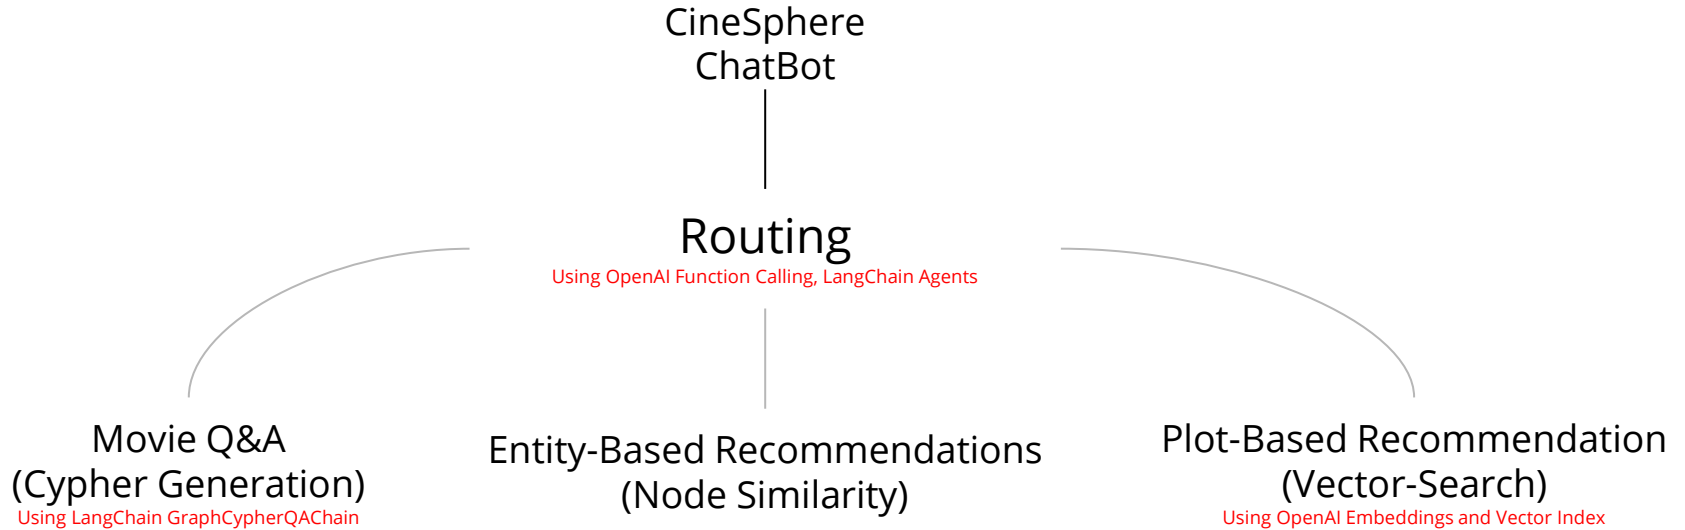 CineSphere
ChatBot
Routing
Using OpenAI Function Calling, LangChain Agents
Movie Q&A
(Cypher Generation)
Using LangChain GraphCypherQAChain
Entity-Based Recommendations
(Node Similarity)
Plot-Based Recommendation
(Vector-Search)
Using OpenAI Embeddings and Vector Index